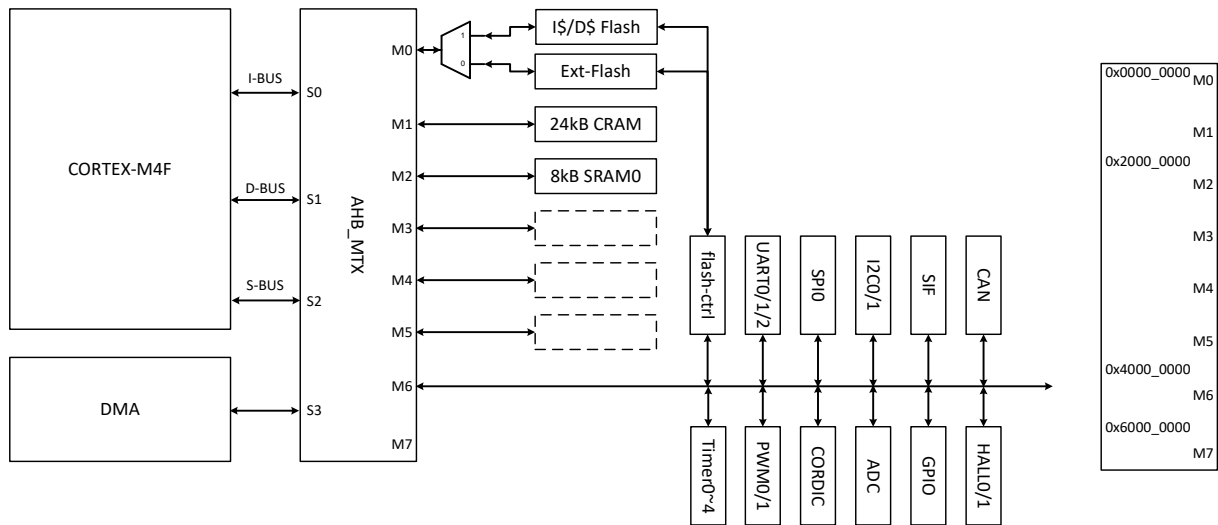 I-BUS
D-BUS
S-BUS
CORTEX-M4F
DMA
S0
S1
S2
S3
AHB_MTX
M0
M1
M2
M3
M4
M5
M6
M7
1
0
I$/D$ Flash
Ext-Flash
24kB CRAM
8kB SRAM0
flash-ctrl
UART0/1/2
SPI0
I2C0/1
SIF
CAN
Timer0~4
PWM0/1
CORDIC
ADC
GPIO
HALL0/1
0x0000_0000
M0
M1
0x2000_0000
M2
M3
M4
M5
0x4000_0000
M6
0x6000_0000
M7